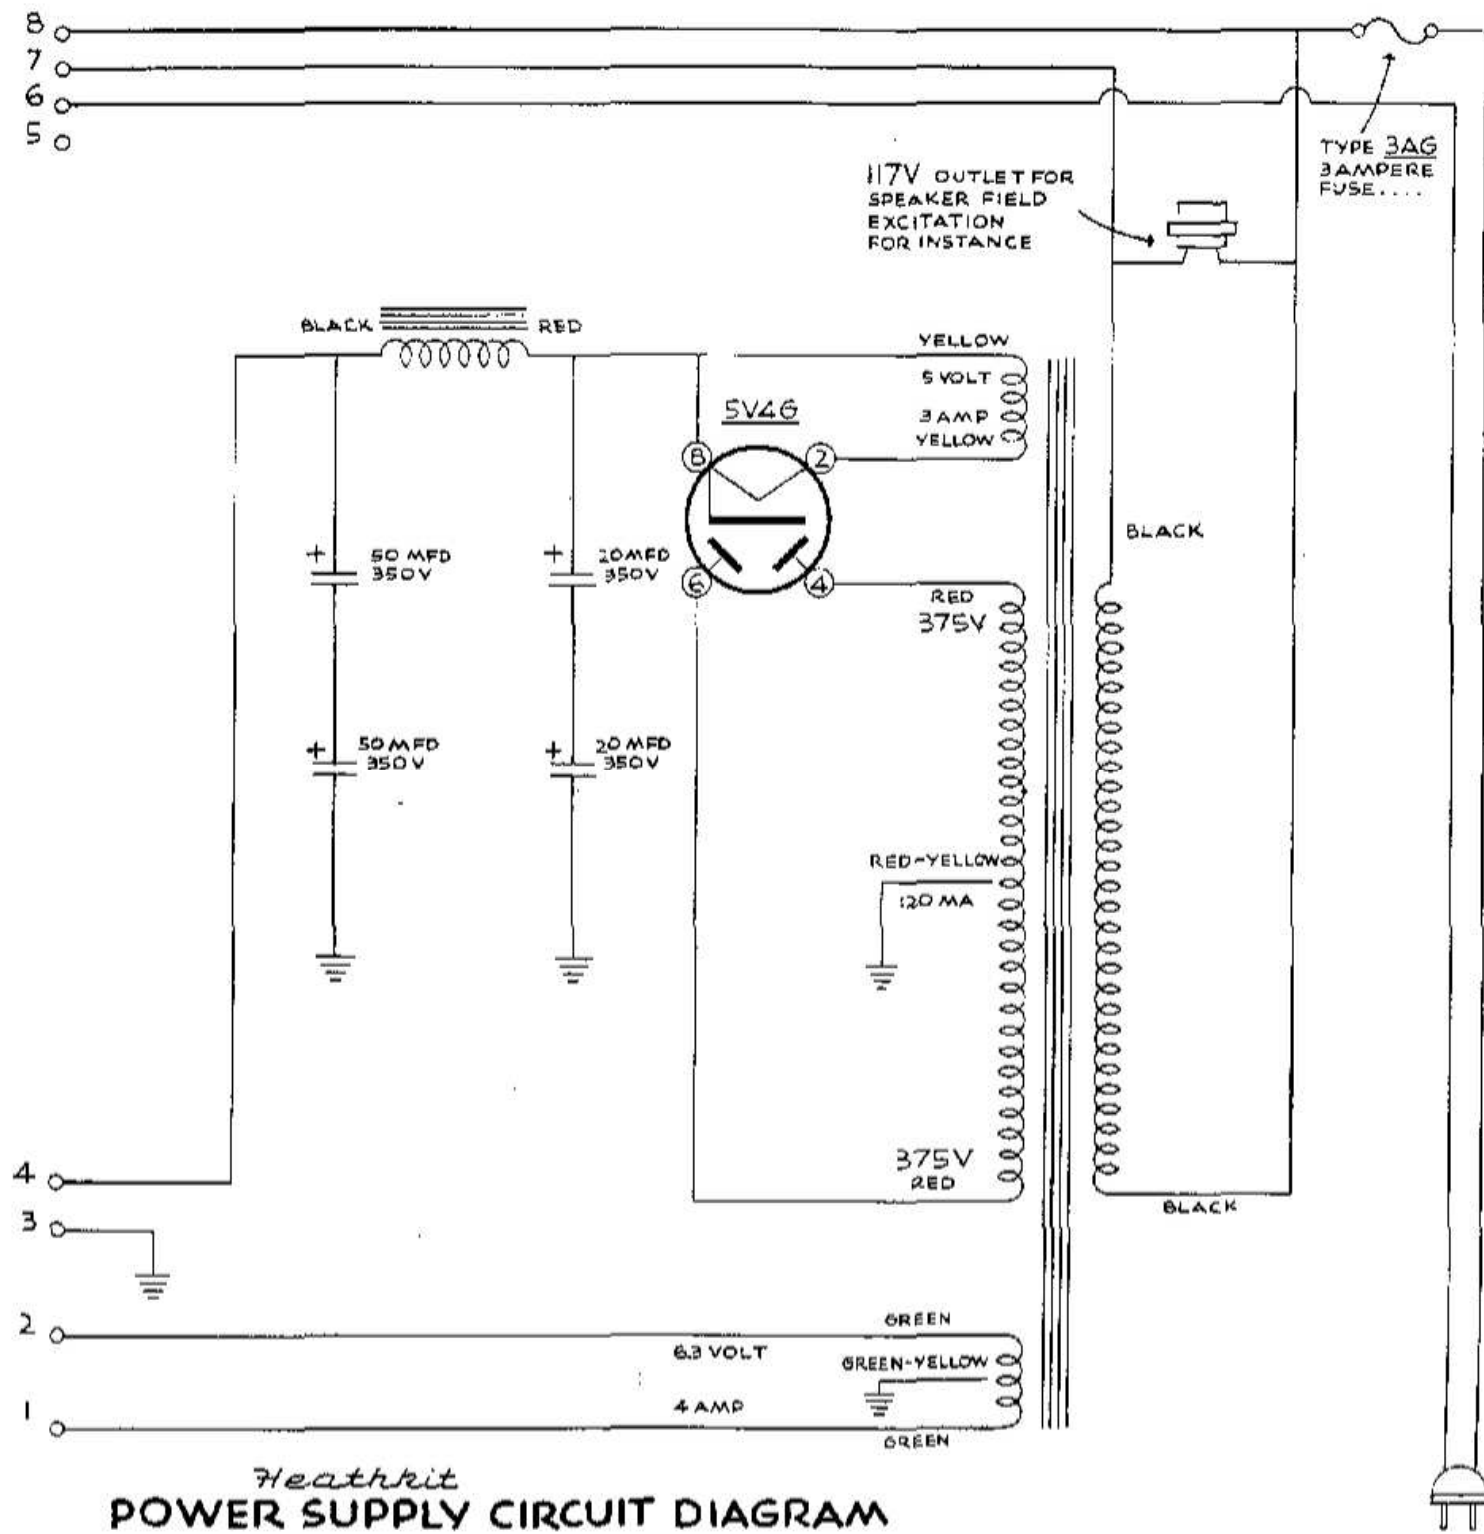 8
7
6
5
TYPE 3AG
3 AMPERE
FUSE....
117V OUTLET FOR
SPEAKER FIELD
EXCITATION
FOR INSTANCE
BLACK
RED
YELLOW
5 VOLT
3 AMP
YELLOW
5V4G
8
2
6
4
BLACK
+ 50 MFD
350V
+ 20 MFD
350V
RED
375V
+ 50 MFD
350V
+ 20 MFD
350V
RED-YELLOW
120 MA
375V
RED
BLACK
4
3
2
1
GREEN
6.3 VOLT
GREEN-YELLOW
4 AMP
GREEN
Heathkit
POWER SUPPLY CIRCUIT DIAGRAM